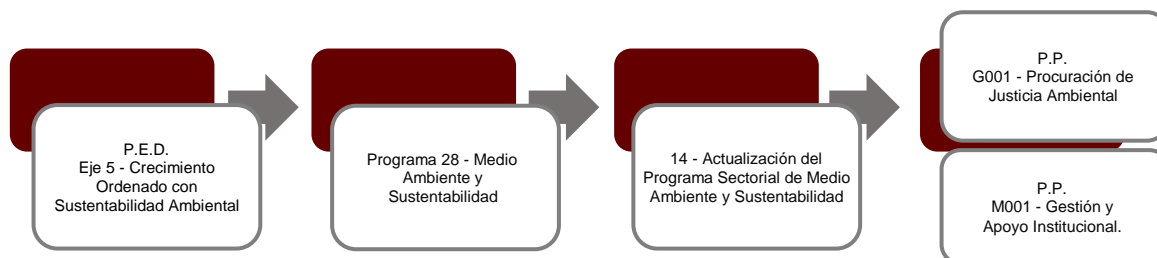 P.E.D.
Eje 5 - Crecimiento
Ordenado con
Sustentabilidad Ambiental
Programa 28 - Medio
Ambiente y
Sustentabilidad
14 - Actualización del
Programa Sectorial de Medio
Ambiente y Sustentabilidad
P.P.
G001 - Procuración de
Justicia Ambiental
P.P.
M001 - Gestión y
Apoyo Institucional.